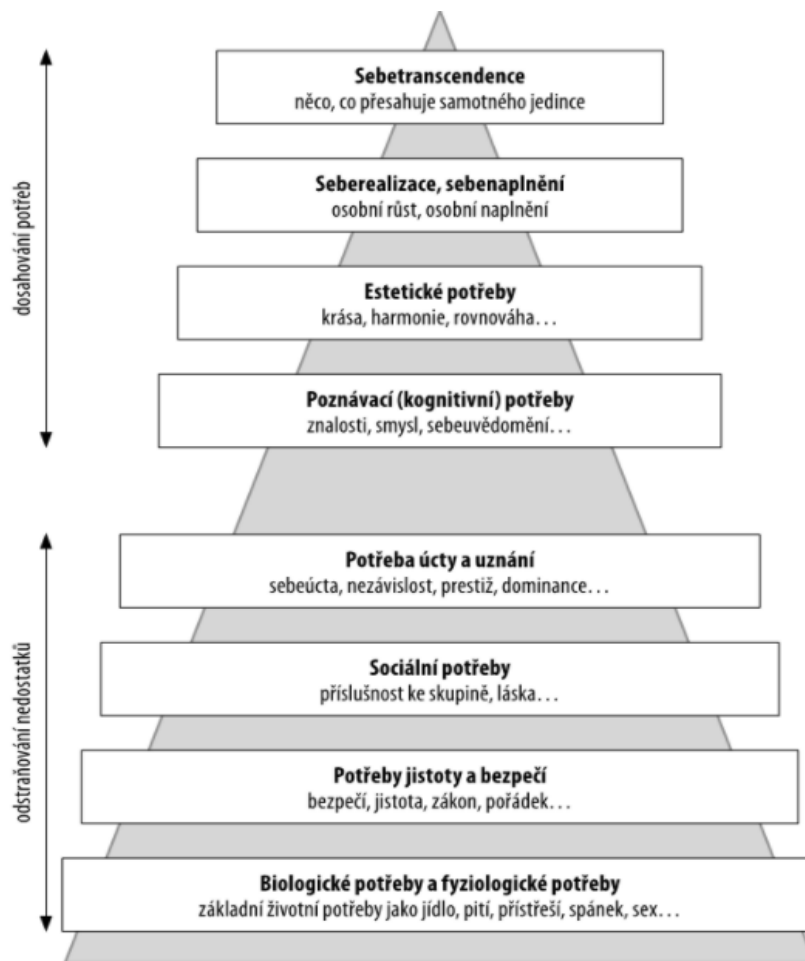 Sebetranscendence
něco, co přesahuje samotného jedince
Seberealizace, sebenaplnění
osobní růst, osobní naplnění
Estetické potřeby
krása, harmonie, rovnováha…
Poznávací (kognitivní) potřeby
znalosti, smysl, sebeuvědomění…
dosahování potřeb
Potřeba úcty a uznání
sebeúcta, nezávislost, prestiž, dominance…
Sociální potřeby
příslušnost ke skupině, láska…
Potřeby jistoty a bezpečí
bezpečí, jistota, zákon, pořádek…
Biologické potřeby a fyziologické potřeby
základní životní potřeby jako jídlo, pití, přístřeší, spánek, sex…
odstraňování nedostatků